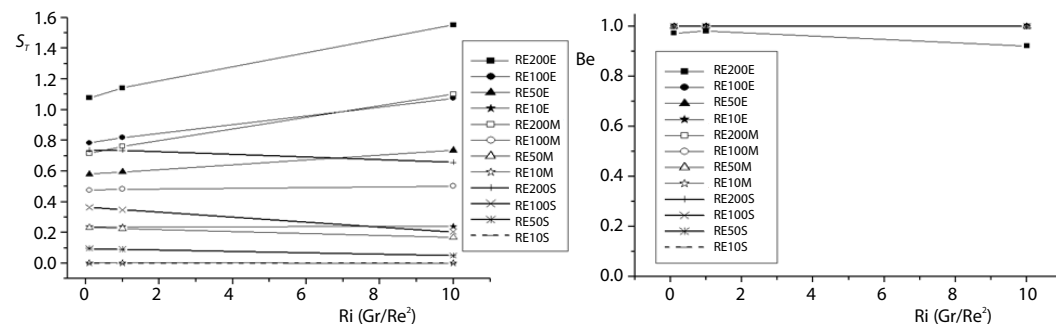 S_T
1.6
1.4
1.2
1.0
0.8
0.6
0.4
0.2
0.0
0 2 4 6 8 10
Ri (Gr/Re²)
RE200E
RE100E
RE50E
RE10E
RE200M
RE100M
RE50M
RE10M
RE200S
RE100S
RE50S
RE10S
Be
1.0
0.8
0.6
0.4
0.2
0.0
RE200E
RE100E
RE50E
RE10E
RE200M
RE100M
RE50M
RE10M
RE200S
RE100S
RE50S
RE10S
0 2 4 6 8 10
Ri (Gr/Re²)